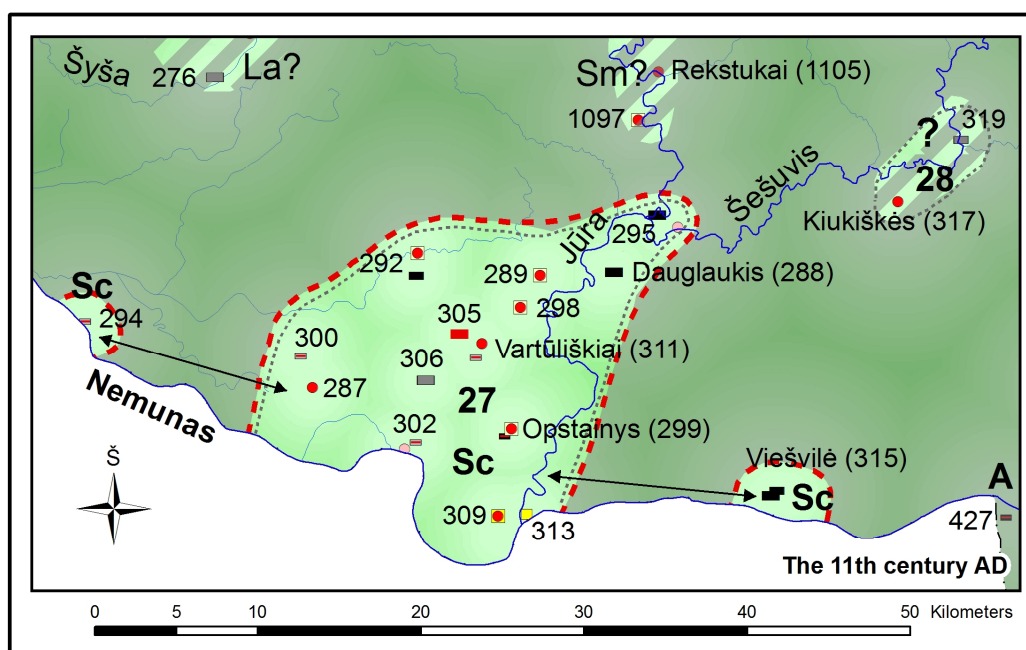 Šyša
276
La?
Sm?
Rekstukai (1105)
1097
?
319
28
Kiukiškės (317)
Šešuvis
Jūra
295
292
289
Dauglaukis (288)
Sc
294
298
305
300
Vartuliškiai (311)
306
287
27
Nemunas
302
Opstainys (299)
Sc
Viešvilė (315)
Sc
A
Š
309
313
427
The 11th century AD
0 5 10 20 30 40 50 Kilometers